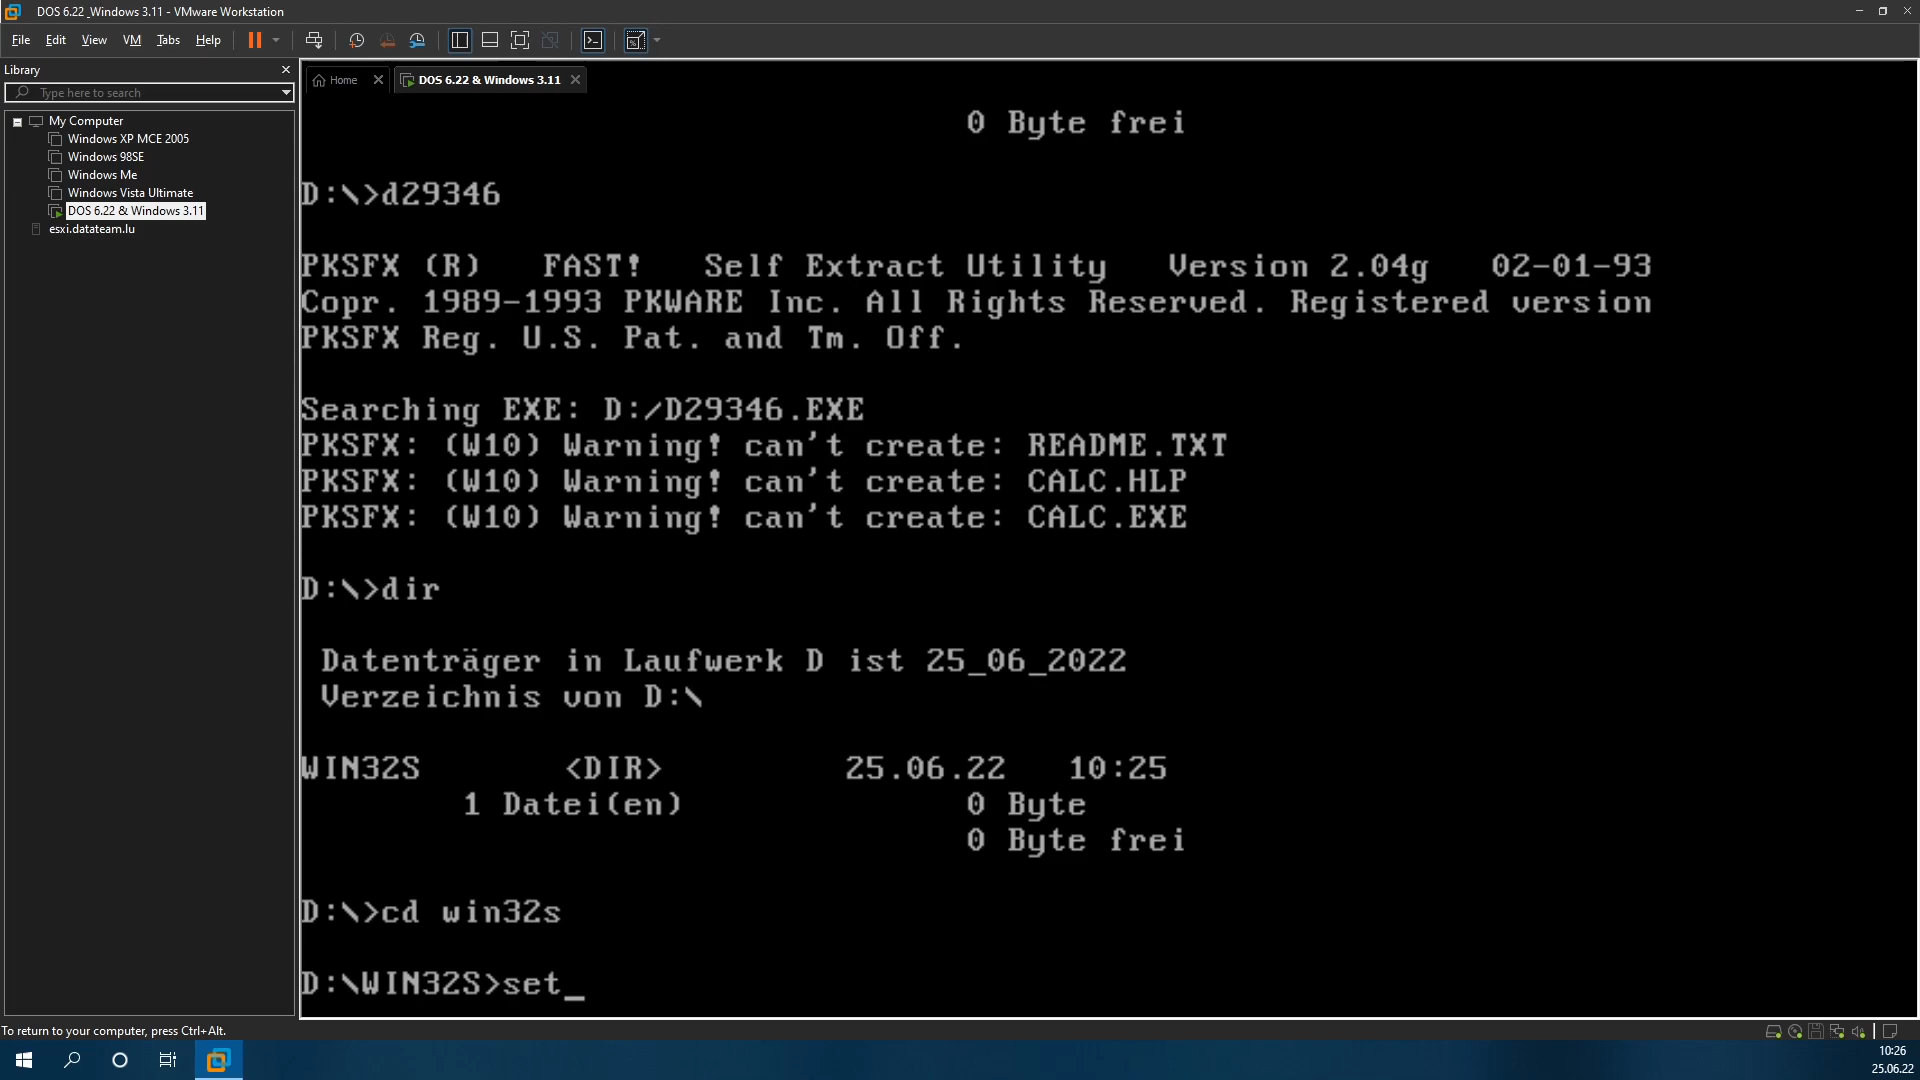 DOS 6.22 _Windows 3.11 - VMware Workstation
File Edit View VM Tabs Help
Library
Type here to search
My Computer
Windows XP MCE 2005
Windows 98SE
Windows Me
Windows Vista Ultimate
DOS 6.22 & Windows 3.11
esxi.datateam.lu
Home
DOS 6.22 & Windows 3.11
0 Byte frei
D:\>d29346
PKSFX (R) FAST! Self Extract Utility Version 2.04g 02-01-93
Copr. 1989-1993 PKWARE Inc. All Rights Reserved. Registered version
PKSFX Reg. U.S. Pat. and Tm. Off.
Searching EXE: D:/D29346.EXE
PKSFX: (W10) Warning! can't create: README.TXT
PKSFX: (W10) Warning! can't create: CALC.HLP
PKSFX: (W10) Warning! can't create: CALC.EXE
D:\>dir
Datenträger in Laufwerk D ist 25_06_2022
Verzeichnis von D:\
WIN32S <DIR> 25.06.22 10:25
1 Datei(en) 0 Byte
0 Byte frei
D:\>cd win32s
D:\WIN32S>set_
To return to your computer, press Ctrl+Alt.
10:26
25.06.22